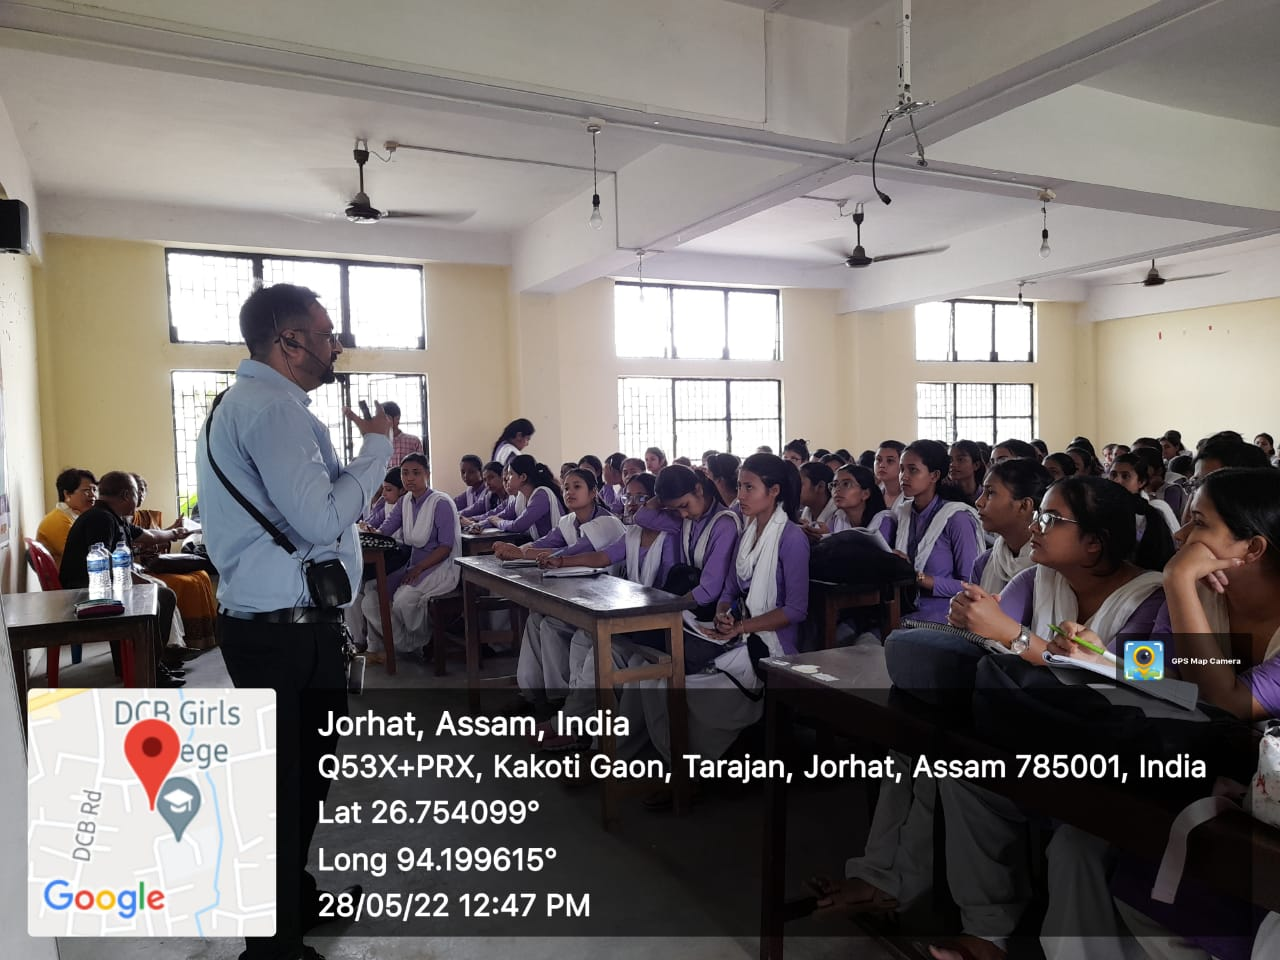 GPS Map Camera
DCB Girls
ege
DCB Rd
Google
Jorhat, Assam, India
Q53X+PRX, Kakoti Gaon, Tarajan, Jorhat, Assam 785001, India
Lat 26.754099°
Long 94.199615°
28/05/22 12:47 PM